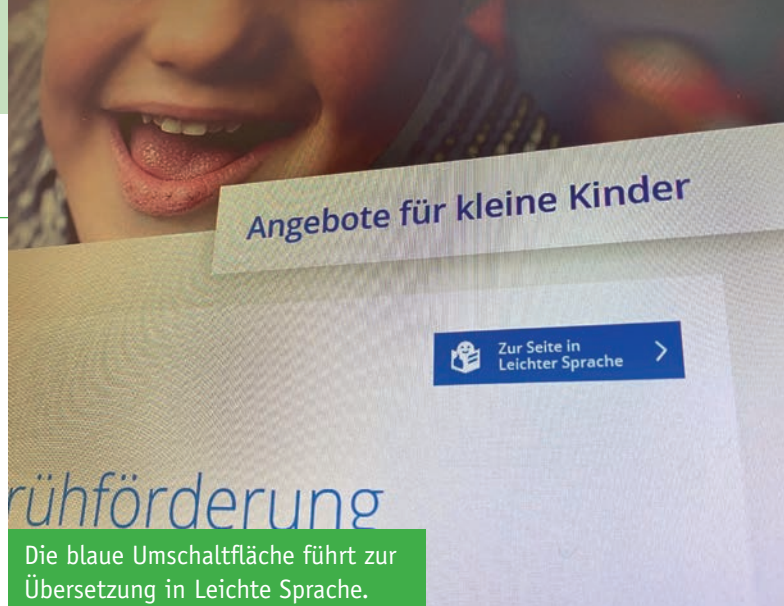 Angebote für kleine Kinder
Zur Seite in
Leichter Sprache
rühförderung
Die blaue Umschaltfläche führt zur
Übersetzung in Leichte Sprache.